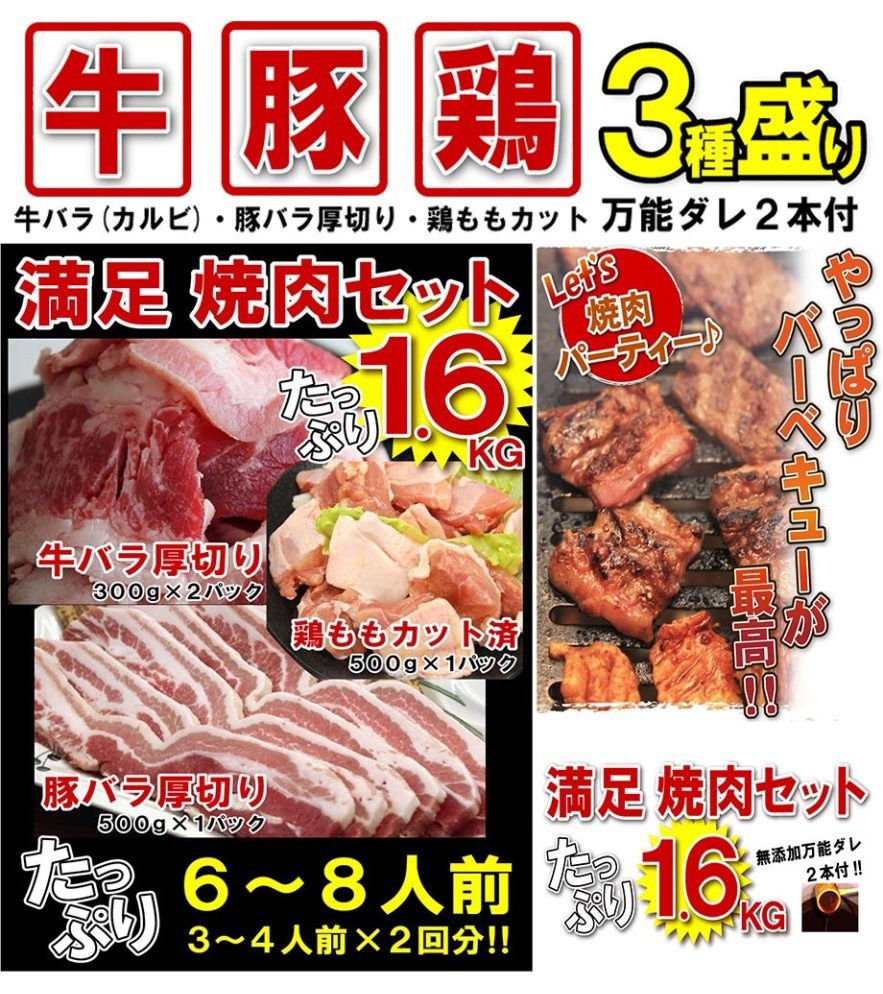 牛 豚 鶏 3種盛り
牛バラ(カルビ)・豚バラ厚切り・鶏ももカット 万能ダレ2本付
満足 焼肉セット
たっぷり
1.6
KG
牛バラ厚切り
300g×2パック
鶏ももカット済
500g×1パック
豚バラ厚切り
500g×1パック
たっぷり
6〜8人前
3〜4人前×2回分!!
Let's
焼肉
パーティー♪
やっぱり
バーベキューが
最高!!
満足 焼肉セット
たっぷり
1.6
KG
無添加万能ダレ
2本付!!